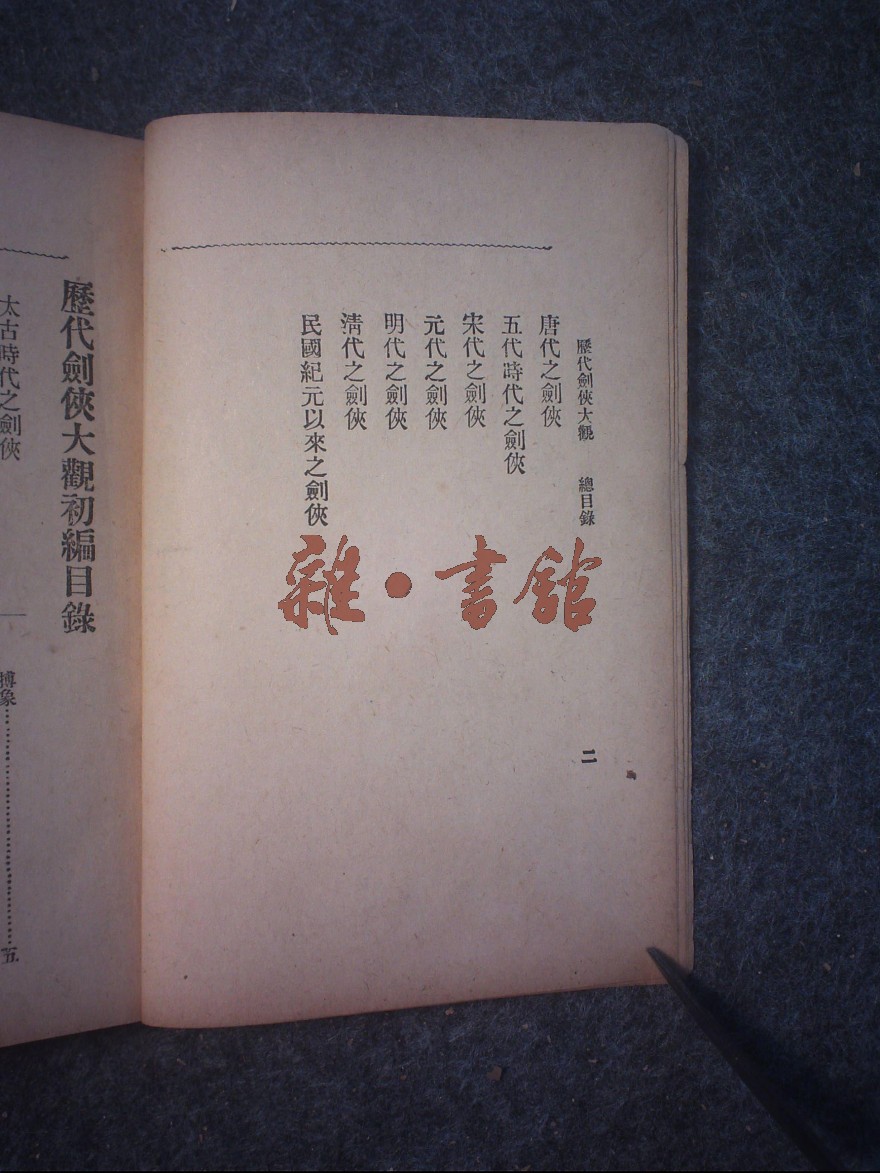 歷代劍俠大觀 總目錄
唐代之劍俠
五代時代之劍俠
宋代之劍俠
元代之劍俠
明代之劍俠
清代之劍俠
民國紀元以來之劍俠
二
雜·書館
歷代劍俠大觀初編目錄
太古時代之劍俠
搏象…………………………五